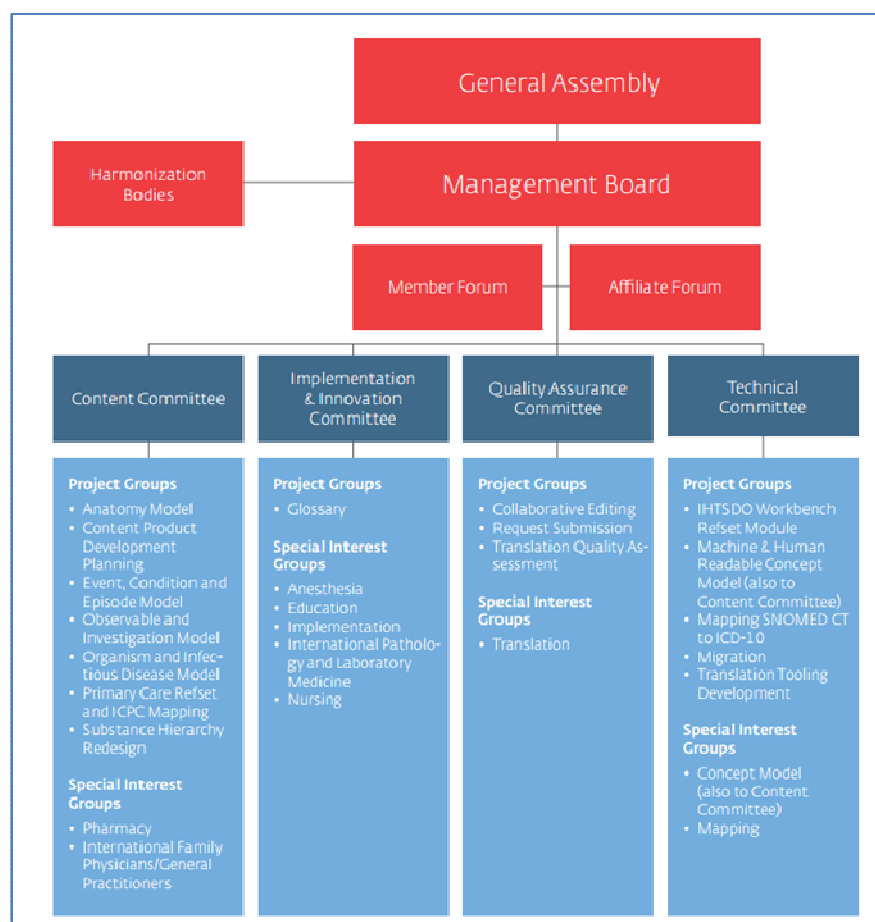 General Assembly
Harmonization
Bodies
Management Board
Member Forum
Affiliate Forum
Content Committee
Implementation
& Innovation
Committee
Quality Assurance
Committee
Technical
Committee
Project Groups
• Anatomy Model
• Content Product
Development
Planning
• Event, Condition and
Episode Model
• Observable and
Investigation Model
• Organism and Infec-
tious Disease Model
• Primary Care Refset
and ICPC Mapping
• Substance Hierarchy
Redesign
Special Interest
Groups
• Pharmacy
• International Family
Physicians/General
Practitioners
Project Groups
• Glossary
Special Interest
Groups
• Anesthesia
• Education
• Implementation
• International Patholo-
gy and Laboratory
Medicine
• Nursing
Project Groups
• Collaborative Editing
• Request Submission
• Translation Quality As-
sessment
Special Interest
Groups
• Translation
Project Groups
• IHTSDO Workbench
Refset Module
• Machine & Human
Readable Concept
Model (also to
Content Committee)
• Mapping SNOMED CT
to ICD-10
• Migration
• Translation Tooling
Development
Special Interest
Groups
• Concept Model
(also to Content
Committee)
• Mapping